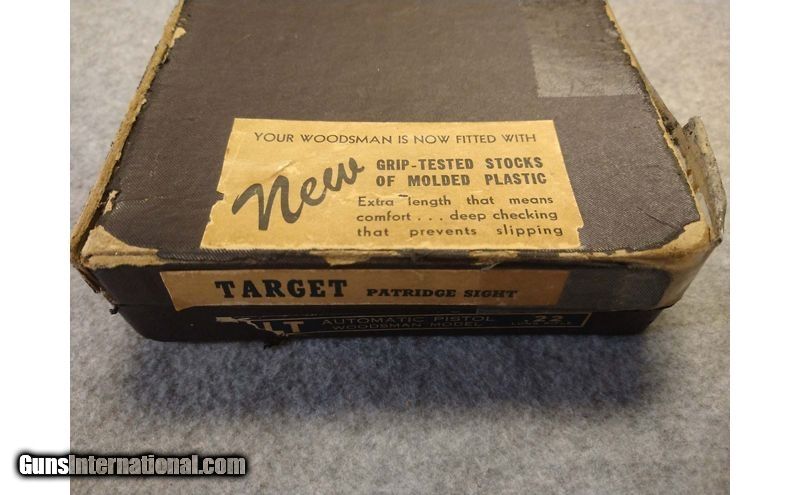 YOUR WOODSMAN IS NOW FITTED WITH
New
GRIP-TESTED STOCKS
OF MOLDED PLASTIC
Extra length that means
comfort . . . deep checking
that prevents slipping
TARGET PATRIDGE SIGHT
LT AUTOMATIC PISTOL 22
WOODSMAN MODEL
GunsInternational.com